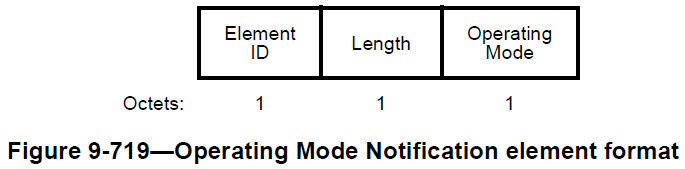 Element
ID
Length
Operating
Mode
Octets: 1 1 1
Figure 9-719—Operating Mode Notification element format